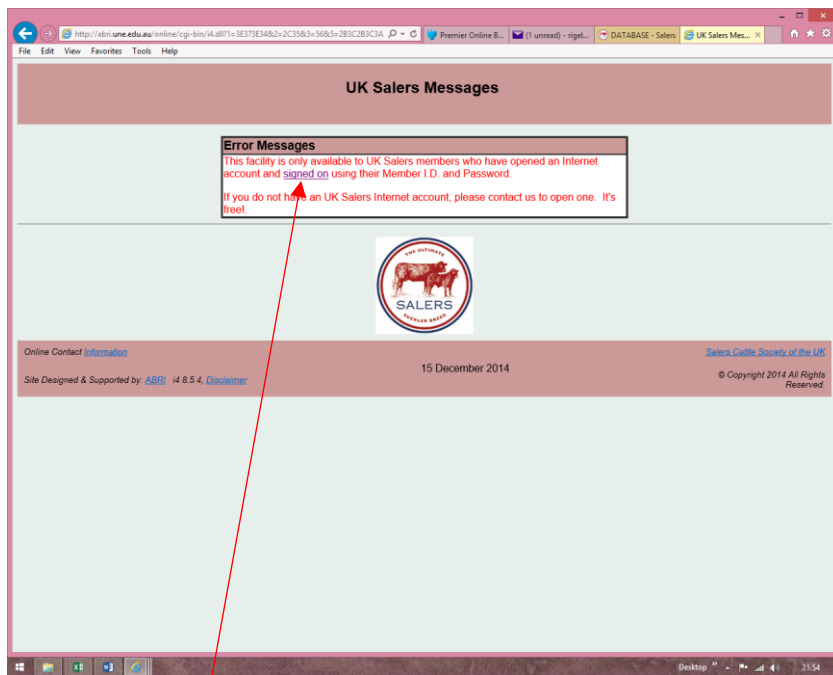 http://abri.une.edu.au/online/cgi-bin/i4.dll?1=3E373E34&2=2C35&3=56&5=2B3C2B3C3A
Premier Online B...
(1 unread) - rigel...
DATABASE - Salers
UK Salers Mes...
File Edit View Favorites Tools Help
UK Salers Messages
Error Messages
This facility is only available to UK Salers members who have opened an Internet
account and signed on using their Member I.D. and Password.
If you do not have an UK Salers Internet account, please contact us to open one. It's
free!.
THE ULTIMATE
SALERS
SUCKLER BREED
Online Contact Information
Salers Cattle Society of the UK
15 December 2014
Site Designed & Supported by: ABRI i4 8.5.4, Disclaimer
© Copyright 2014 All Rights
Reserved.
Desktop
21:54